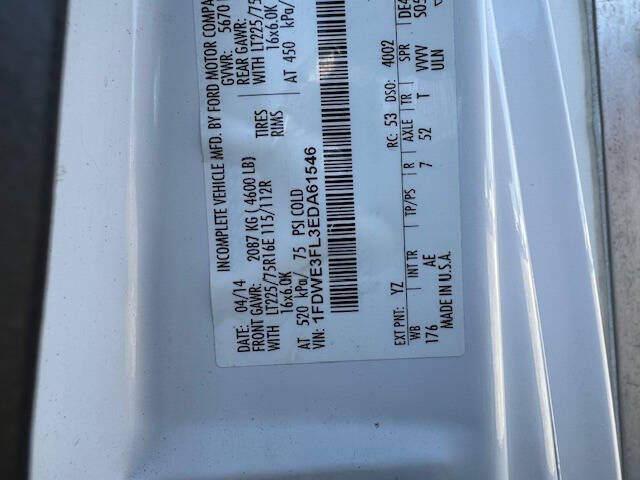 INCOMPLETE VEHICLE MFD. BY FORD MOTOR COMPA
DATE: 04/14 GVWR: 5670
FRONT GAWR: 2087 KG ( 4600 LB) REAR GAWR:
WITH LT225/75R16E 115/112R TIRES WITH LT225/75
16x6.0K RIMS 16x6.0K
AT 520 kPa/ 75 PSI COLD AT 450 kPa/
VIN: 1FDWE3FL3EDA61546
EXT PNT: YZ RC: 53 DSO: 4002
WB INT TR TP/PS R AXLE TR SPR
176 AE 7 52 T VVV
MADE IN U.S.A. ULN